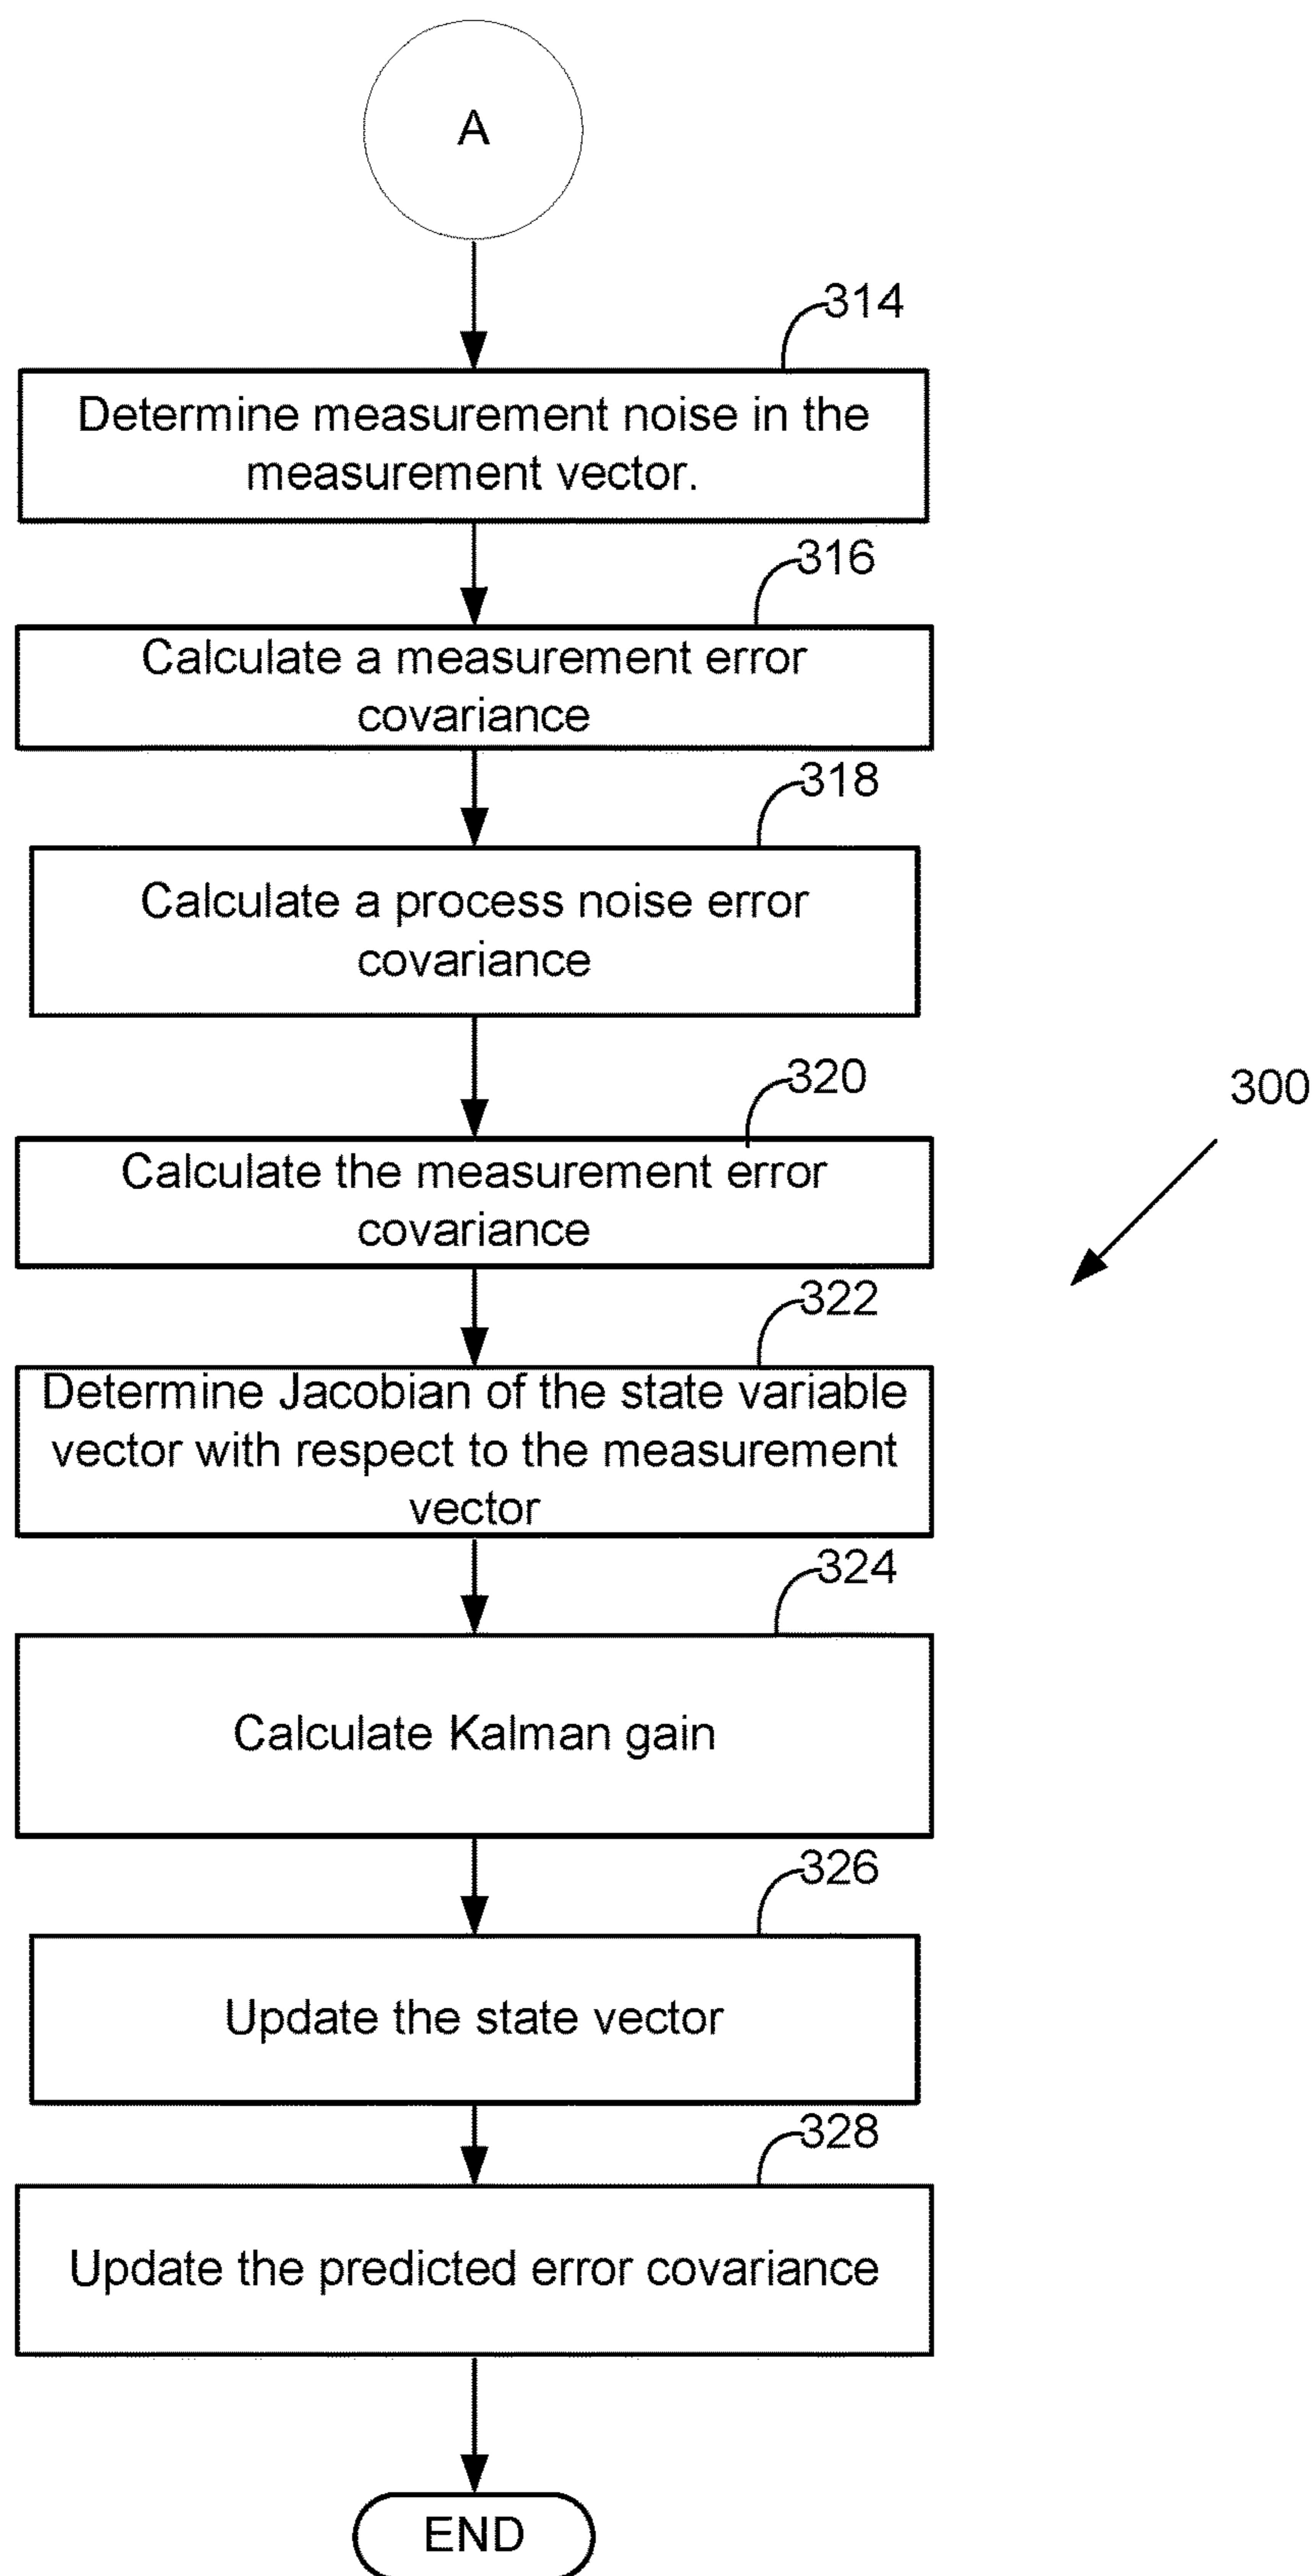 A
314
Determine measurement noise in the
measurement vector.
316
Calculate a measurement error
covariance
318
Calculate a process noise error
covariance
320
300
Calculate the measurement error
covariance
322
Determine Jacobian of the state variable
vector with respect to the measurement
vector
324
Calculate Kalman gain
326
Update the state vector
328
Update the predicted error covariance
END